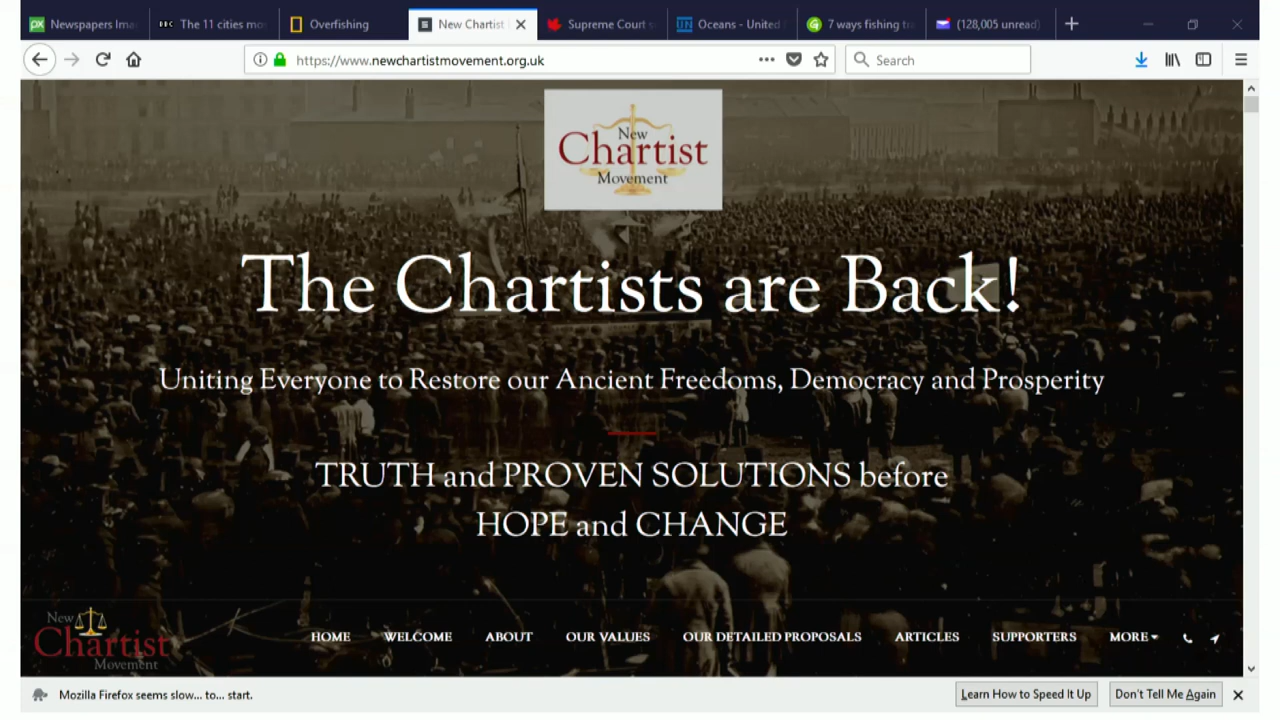 Newspapers Ima
The 11 cities mo
Overfishing
New Chartist
Supreme Court
Oceans - United
7 ways fishing tr
(128,005 unread)
https://www.newchartistmovement.org.uk
Search
New
Chartist
Movement
The Chartists are Back!
Uniting Everyone to Restore our Ancient Freedoms, Democracy and Prosperity
TRUTH and PROVEN SOLUTIONS before
HOPE and CHANGE
New
Chartist
Movement
HOME WELCOME ABOUT OUR VALUES OUR DETAILED PROPOSALS ARTICLES SUPPORTERS MORE
Mozilla Firefox seems slow... to... start.
Learn How to Speed It Up
Don't Tell Me Again